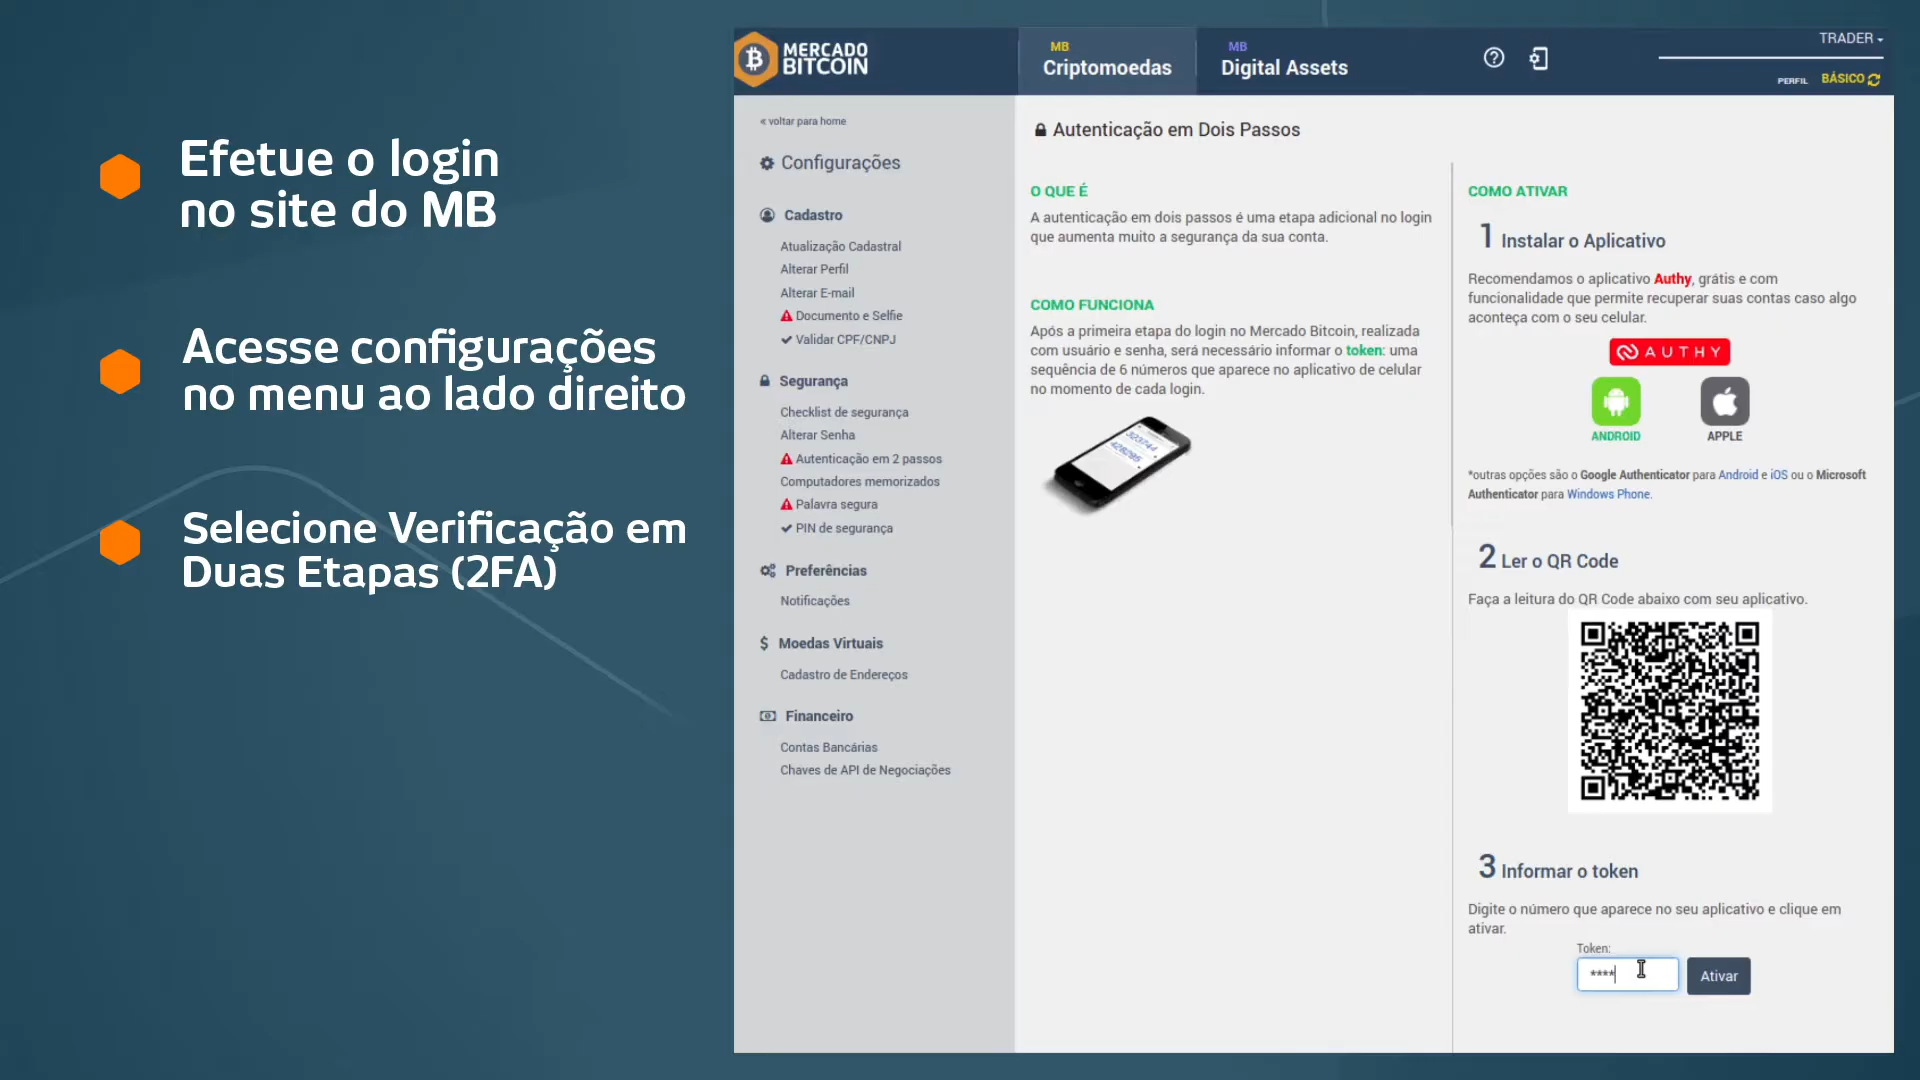 Efetue o login
no site do MB
Acesse configurações
no menu ao lado direito
Selecione Verificação em
Duas Etapas (2FA)
MERCADO
BITCOIN
MB
Criptomoedas
MB
Digital Assets
TRADER
PERFIL BÁSICO
« voltar para home
Configurações
Cadastro
Atualização Cadastral
Alterar Perfil
Alterar E-mail
Documento e Selfie
Validar CPF/CNPJ
Segurança
Checklist de segurança
Alterar Senha
Autenticação em 2 passos
Computadores memorizados
Palavra segura
PIN de segurança
Preferências
Notificações
$ Moedas Virtuais
Cadastro de Endereços
Financeiro
Contas Bancárias
Chaves de API de Negociações
Autenticação em Dois Passos
O QUE É
A autenticação em dois passos é uma etapa adicional no login
que aumenta muito a segurança da sua conta.
COMO FUNCIONA
Após a primeira etapa do login no Mercado Bitcoin, realizada
com usuário e senha, será necessário informar o token: uma
sequência de 6 números que aparece no aplicativo de celular
no momento de cada login.
323744
428295
COMO ATIVAR
1 Instalar o Aplicativo
Recomendamos o aplicativo Authy, grátis e com
funcionalidade que permite recuperar suas contas caso algo
aconteça com o seu celular.
AUTHY
ANDROID
APPLE
*outras opções são o Google Authenticator para Android e iOS ou o Microsoft
Authenticator para Windows Phone.
2 Ler o QR Code
Faça a leitura do QR Code abaixo com seu aplicativo.
3 Informar o token
Digite o número que aparece no seu aplicativo e clique em
ativar.
Token:
****
Ativar